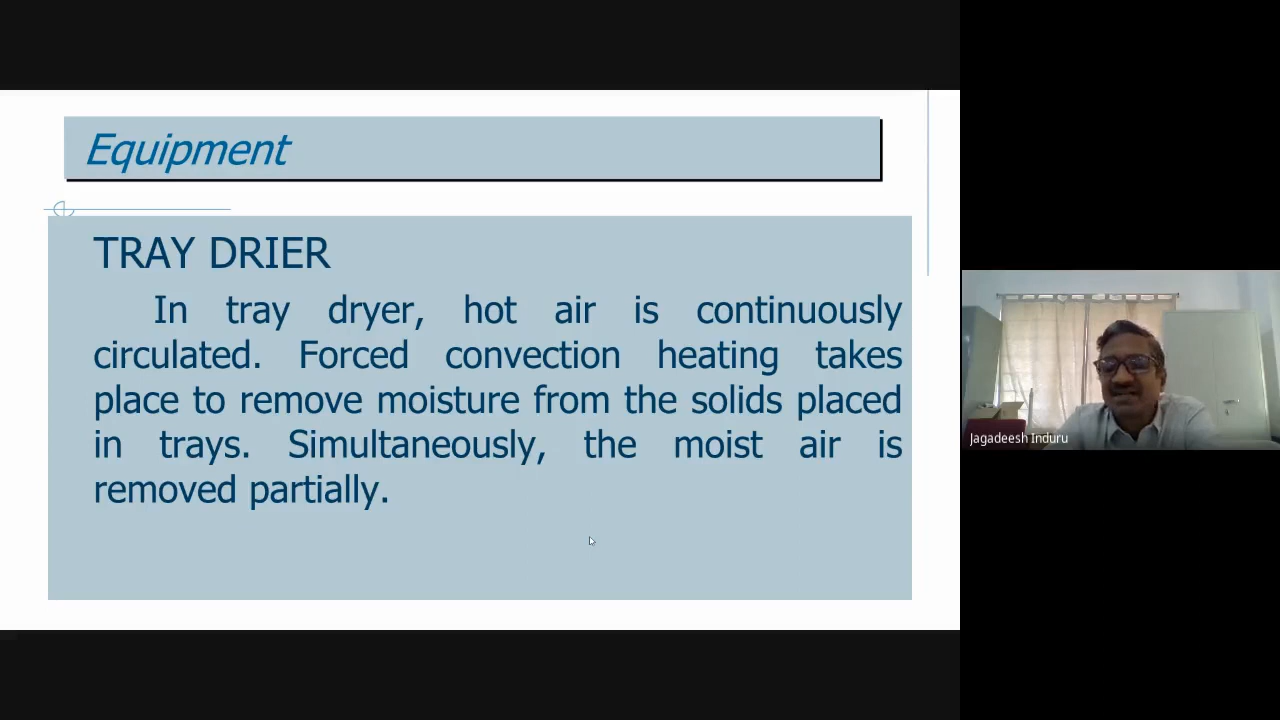 Equipment
TRAY DRIER
In tray dryer, hot air is continuously
circulated. Forced convection heating takes
place to remove moisture from the solids placed
in trays. Simultaneously, the moist air is
removed partially.
Jagadeesh Induru